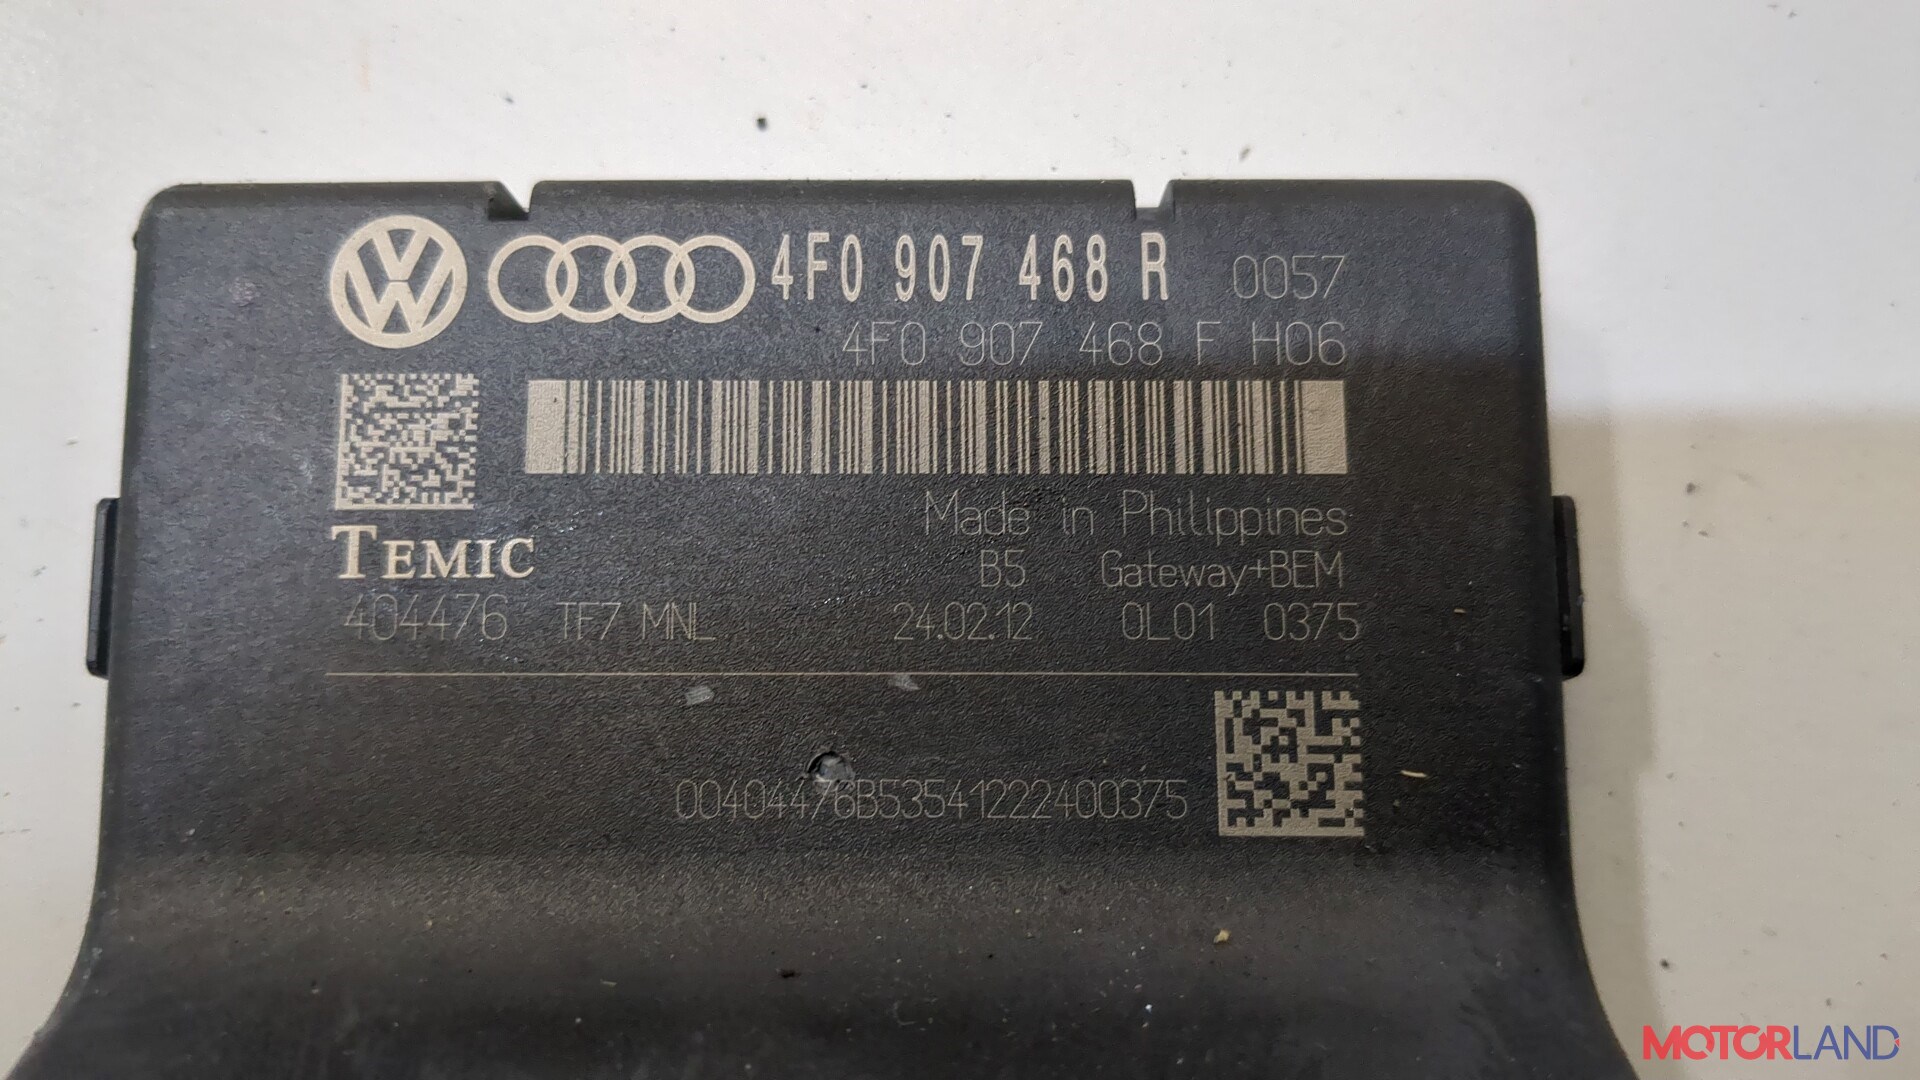 4F0 907 468 R 0057
4F0 907 468 F H06
Made in Philippines
TEMIC
B5 Gateway+BEM
404476 TF7 MNL 24.02.12 0L01 0375
00404476B53541222400375
MOTORLAND